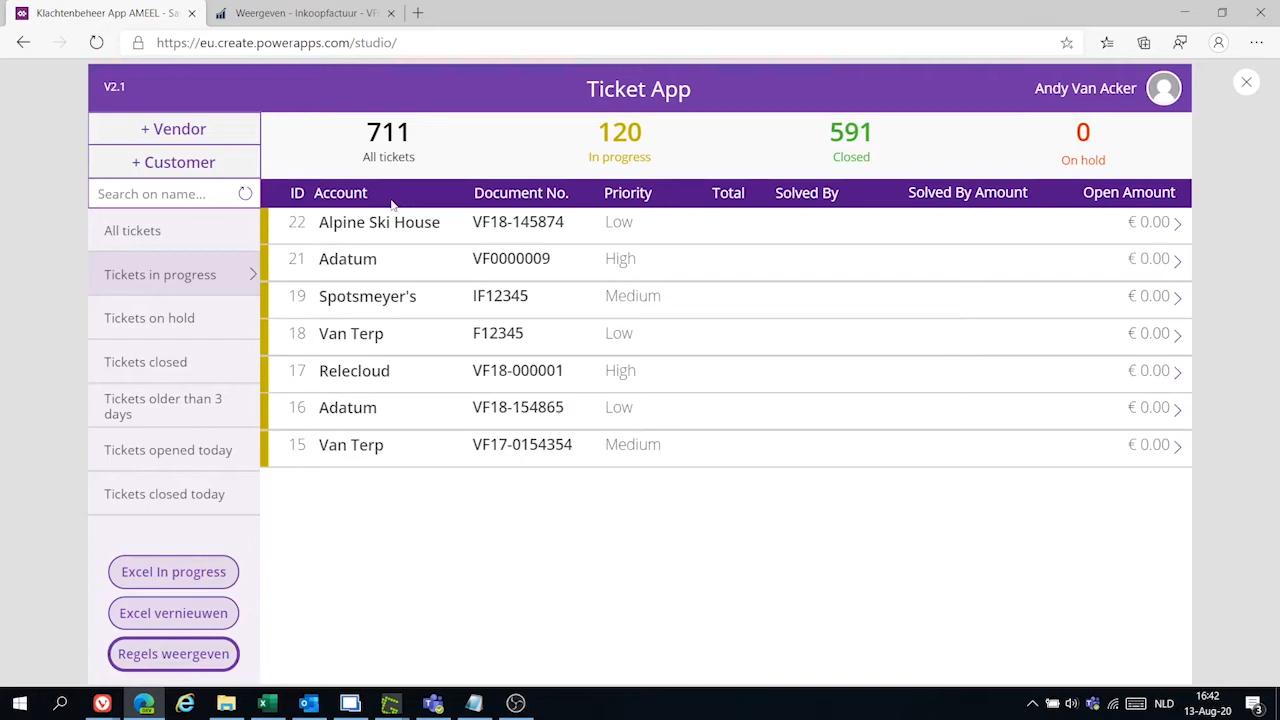 Klachtenbeheer App AMEEL - Sa
Weergeven - Inkoopfactuur - VF
https://eu.create.powerapps.com/studio/
V2.1
Ticket App
Andy Van Acker
+ Vendor
+ Customer
Search on name...
711
All tickets
120
In progress
591
Closed
0
On hold
ID Account Document No. Priority Total Solved By Solved By Amount Open Amount
22 Alpine Ski House VF18-145874 Low € 0.00
21 Adatum VF0000009 High € 0.00
19 Spotsmeyer's IF12345 Medium € 0.00
18 Van Terp F12345 Low € 0.00
17 Relecloud VF18-000001 High € 0.00
16 Adatum VF18-154865 Low € 0.00
15 Van Terp VF17-0154354 Medium € 0.00
All tickets
Tickets in progress
Tickets on hold
Tickets closed
Tickets older than 3
days
Tickets opened today
Tickets closed today
Excel In progress
Excel vernieuwen
Regels weergeven
DEV
NLD
16:42
13-Aug-20
3